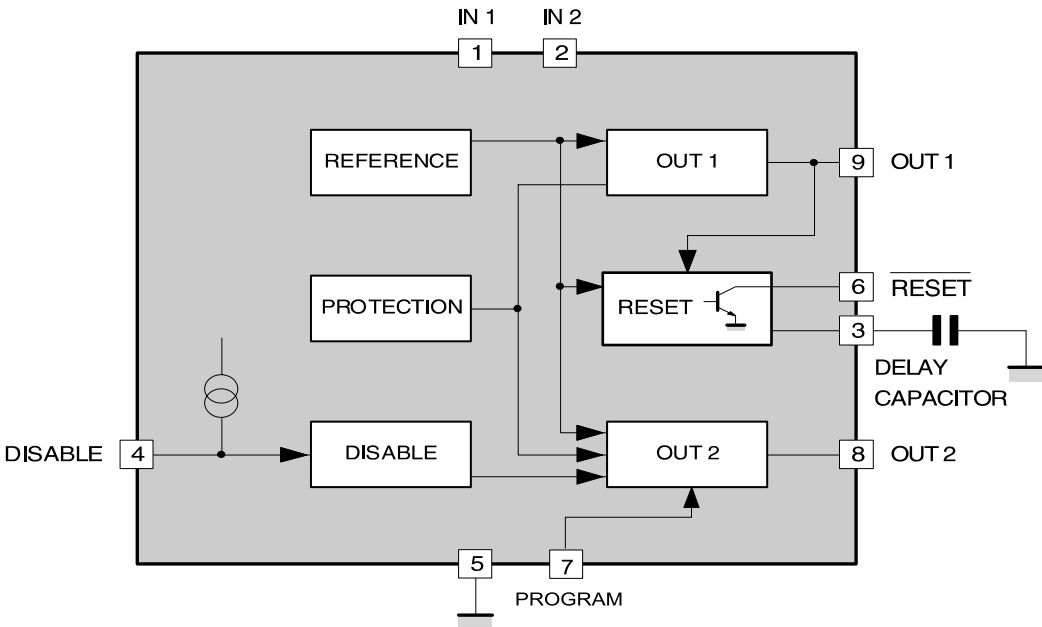 IN 1 IN 2
1 2
REFERENCE OUT 1 9 OUT 1
PROTECTION RESET 6 RESET
3
DELAY
CAPACITOR
DISABLE 4 DISABLE OUT 2 8 OUT 2
5 7
PROGRAM